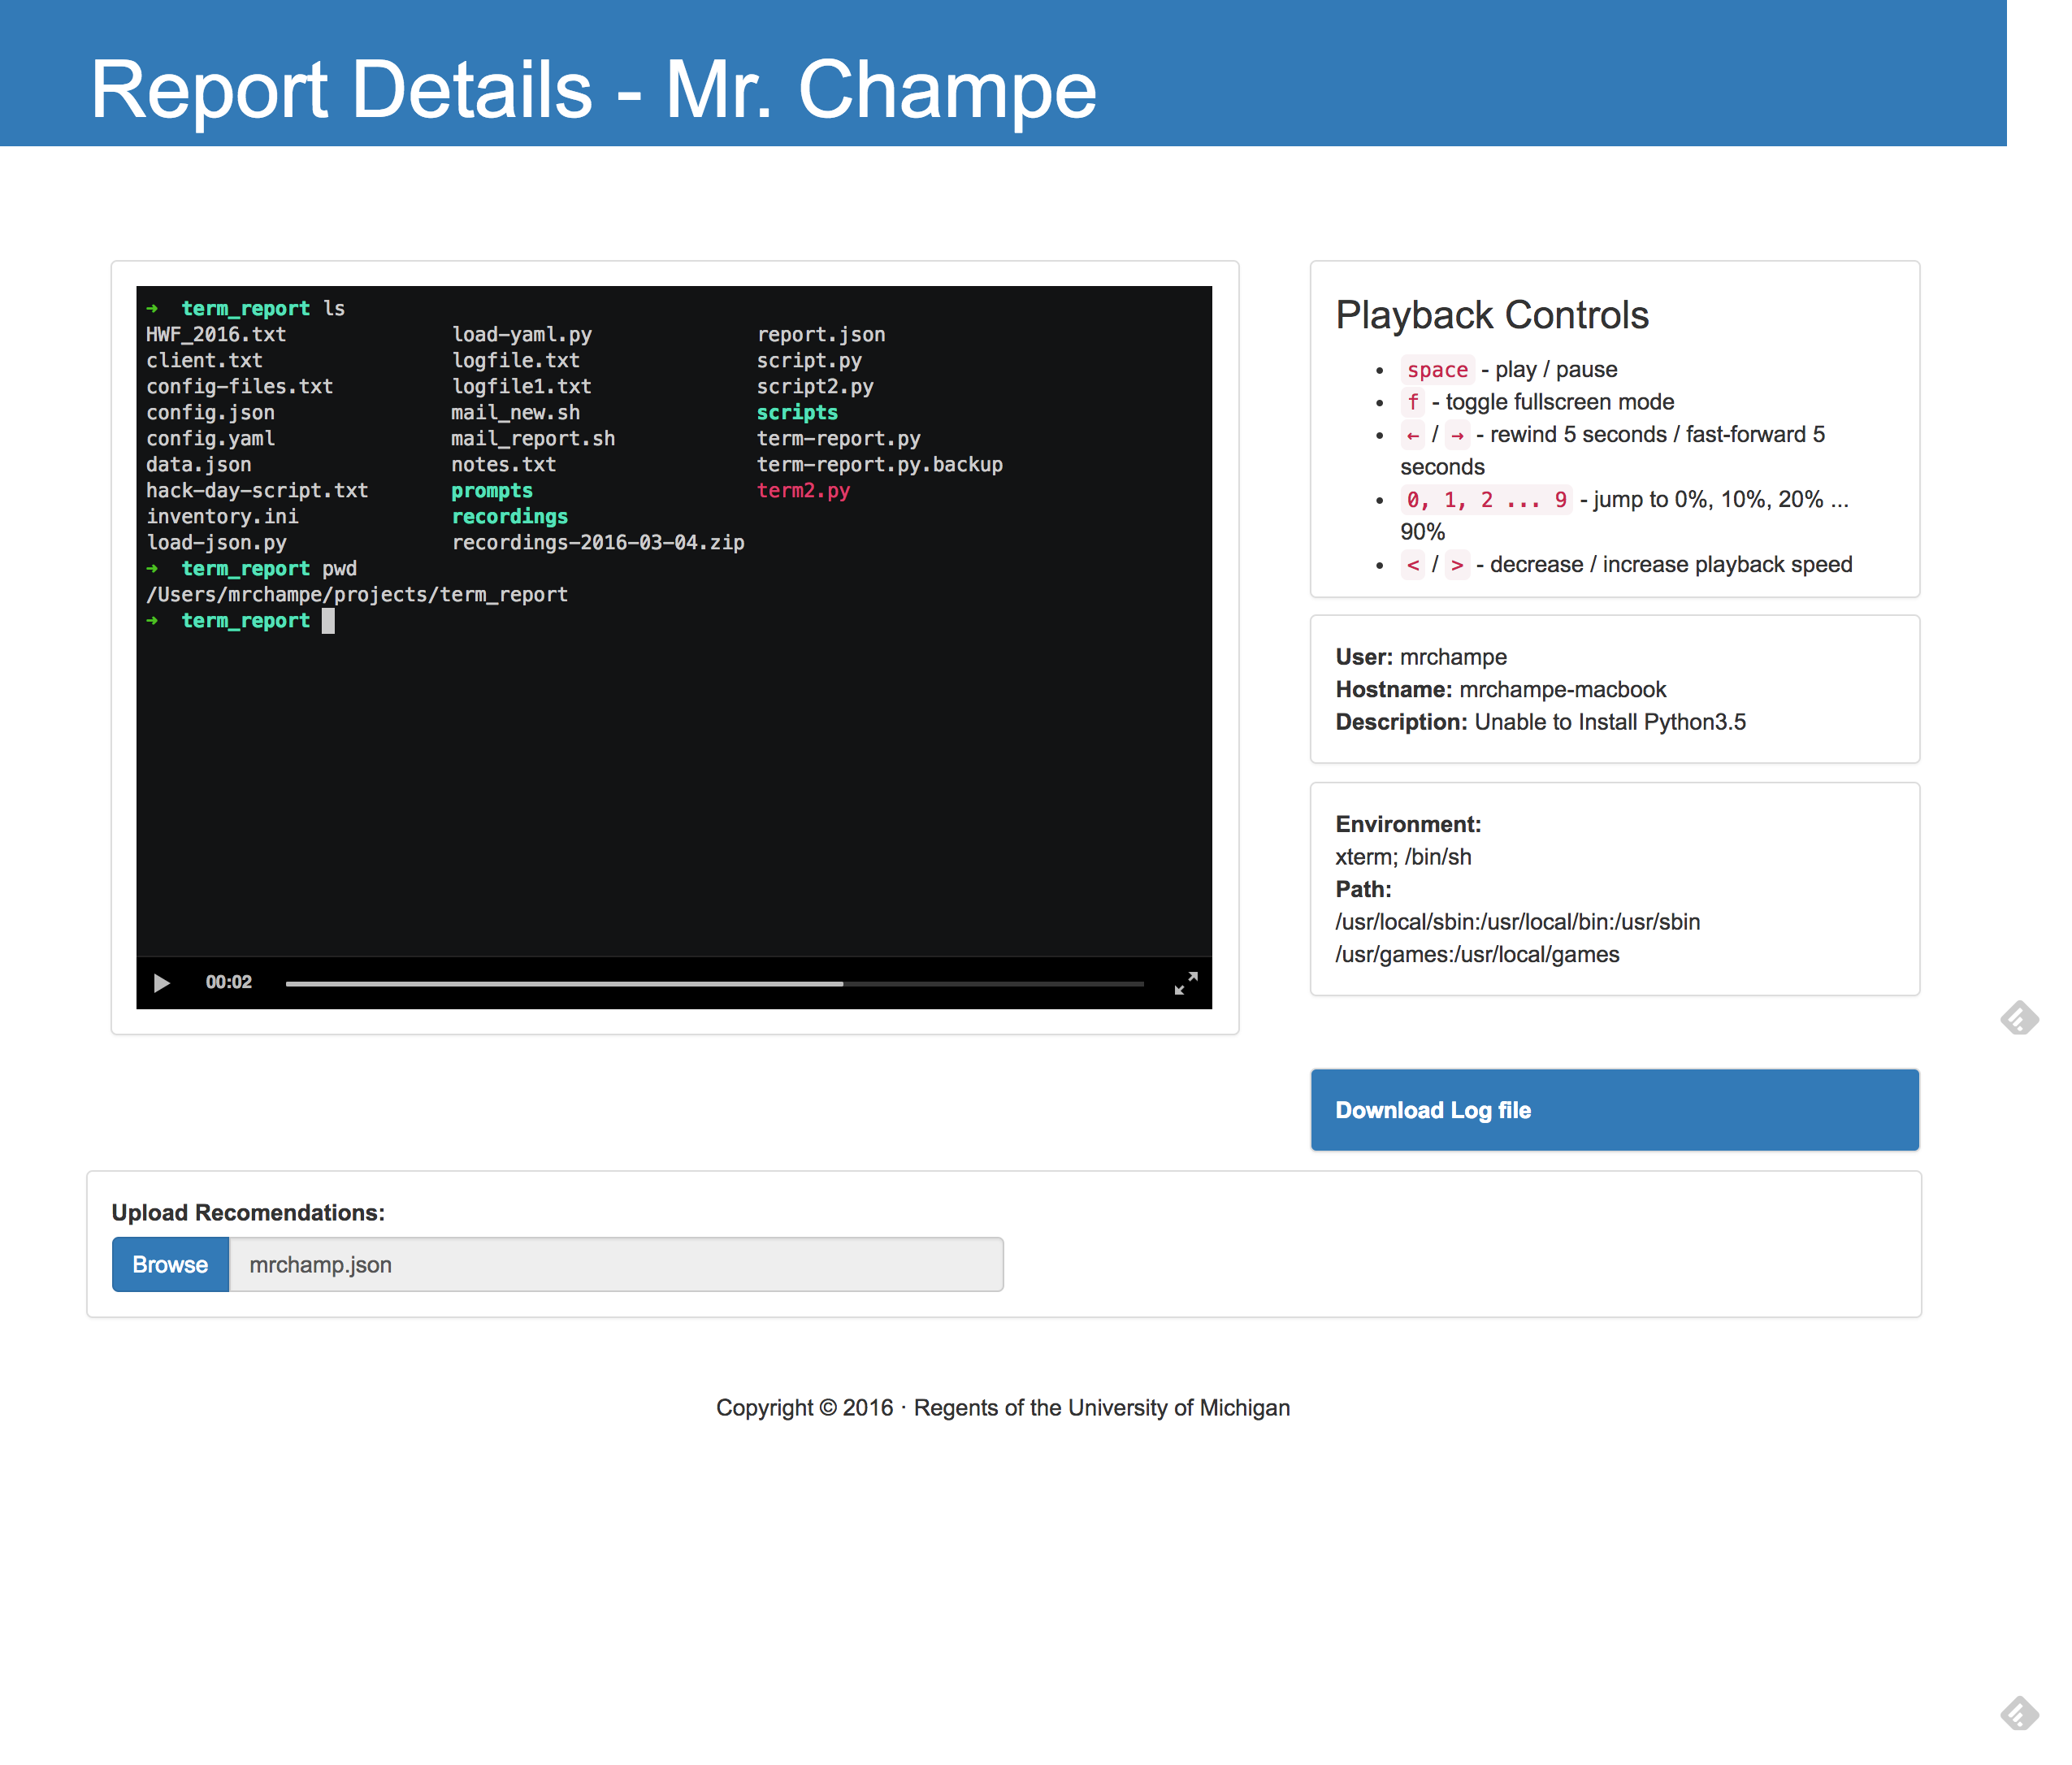 Report Details - Mr. Champe
➜ term_report ls
HWF_2016.txt load-yaml.py report.json
client.txt logfile.txt script.py
config-files.txt logfile1.txt script2.py
config.json mail_new.sh scripts
config.yaml mail_report.sh term-report.py
data.json notes.txt term-report.py.backup
hack-day-script.txt prompts term2.py
inventory.ini recordings
load-json.py recordings-2016-03-04.zip
➜ term_report pwd
/Users/mrchampe/projects/term_report
➜ term_report
00:02
Playback Controls
• space - play / pause
• f - toggle fullscreen mode
• ← / → - rewind 5 seconds / fast-forward 5
seconds
• 0, 1, 2 ... 9 - jump to 0%, 10%, 20% ...
90%
• < / > - decrease / increase playback speed
User: mrchampe
Hostname: mrchampe-macbook
Description: Unable to Install Python3.5
Environment:
xterm; /bin/sh
Path:
/usr/local/sbin:/usr/local/bin:/usr/sbin
/usr/games:/usr/local/games
Download Log file
Upload Recomendations:
Browse mrchamp.json
Copyright © 2016 · Regents of the University of Michigan